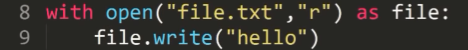 8 with open("file.txt","r") as file:
9     file.write("hello")